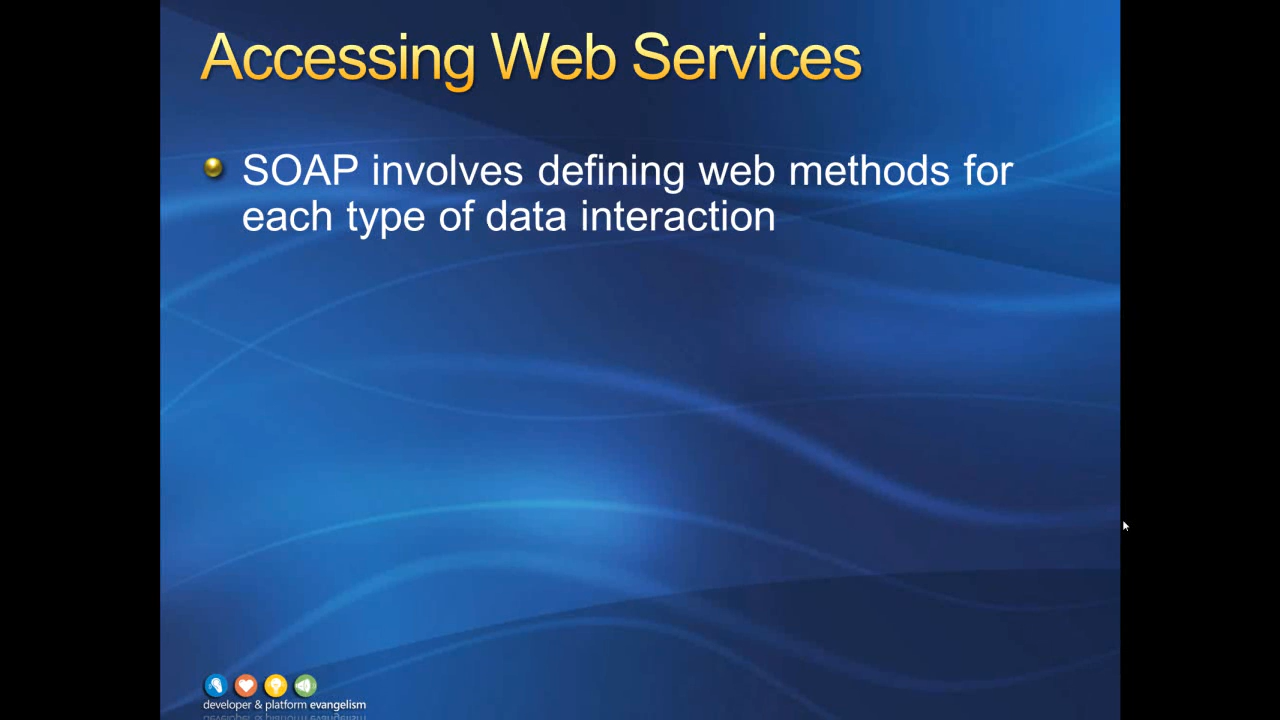 Accessing Web Services
SOAP involves defining web methods for
each type of data interaction
developer & platform evangelism